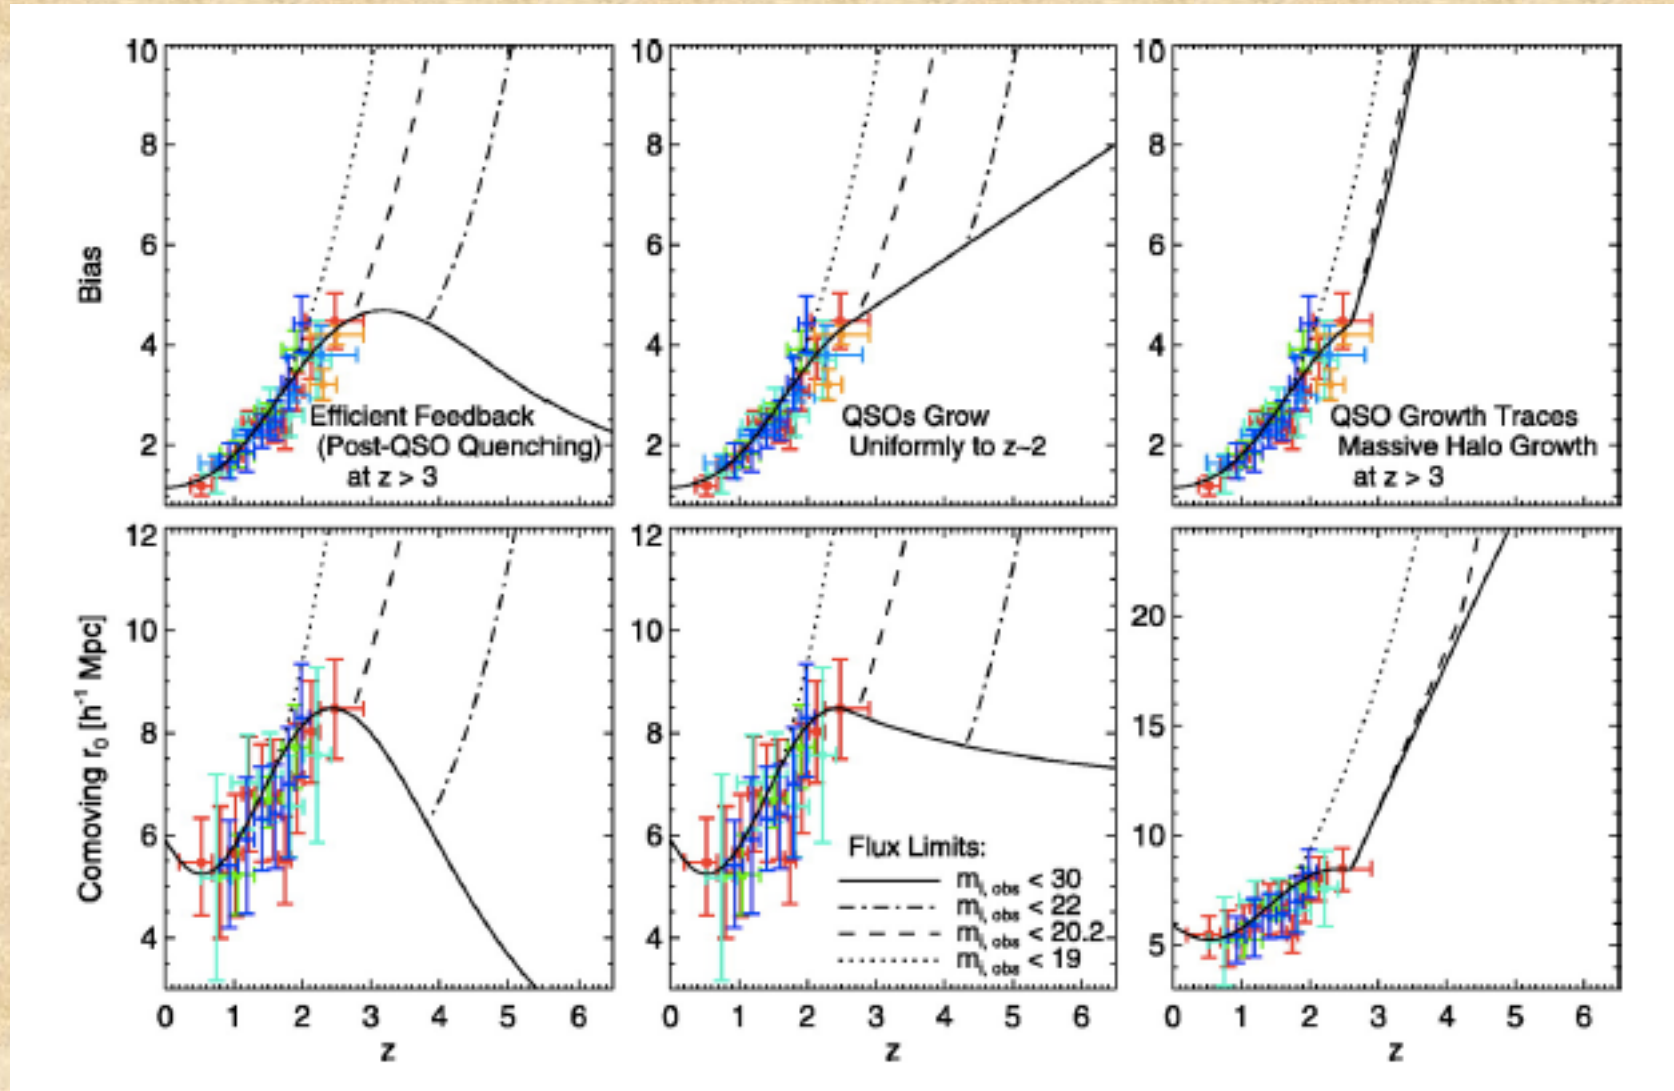 10
8
6
4
2
Bias
Efficient Feedback
(Post-QSO Quenching)
at z > 3
10
8
6
4
2
QSOs Grow
Uniformly to z~2
10
8
6
4
2
QSO Growth Traces
Massive Halo Growth
at z > 3
12
10
8
6
4
Comoving r0 [h-1 Mpc]
0 1 2 3 4 5 6
z
12
10
8
6
4
Flux Limits:
mi, obs < 30
mi, obs < 22
mi, obs < 20.2
mi, obs < 19
0 1 2 3 4 5 6
z
20
15
10
5
0 1 2 3 4 5 6
z